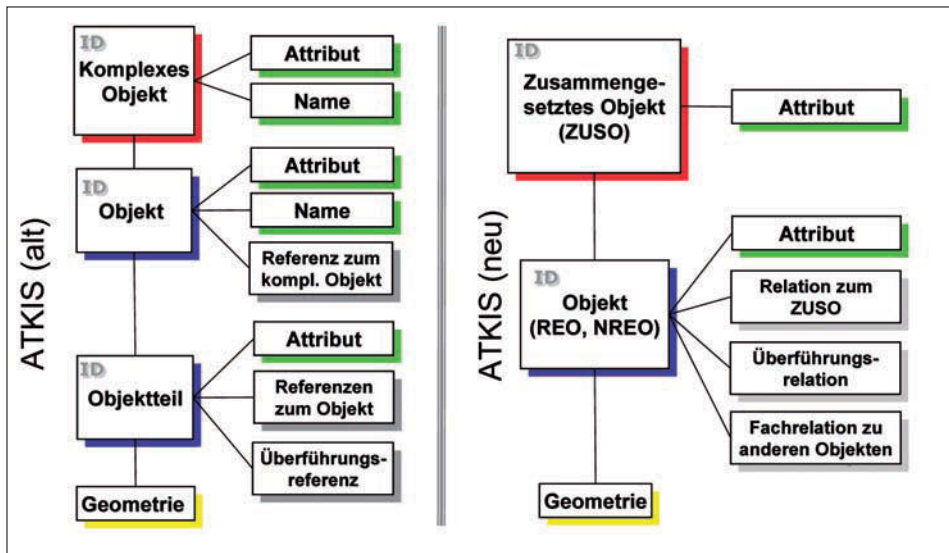 ATKIS (alt)
ID
Komplexes
Objekt
Attribut
Name
ID
Objekt
Attribut
Name
Referenz zum
kompl. Objekt
ID
Objektteil
Attribut
Referenzen
zum Objekt
Überführungs-
referenz
Geometrie
ATKIS (neu)
ID
Zusammenge-
setztes Objekt
(ZUSO)
Attribut
ID
Objekt
(REO, NREO)
Attribut
Relation zum
ZUSO
Überführungs-
relation
Fachrelation zu
anderen Objekten
Geometrie